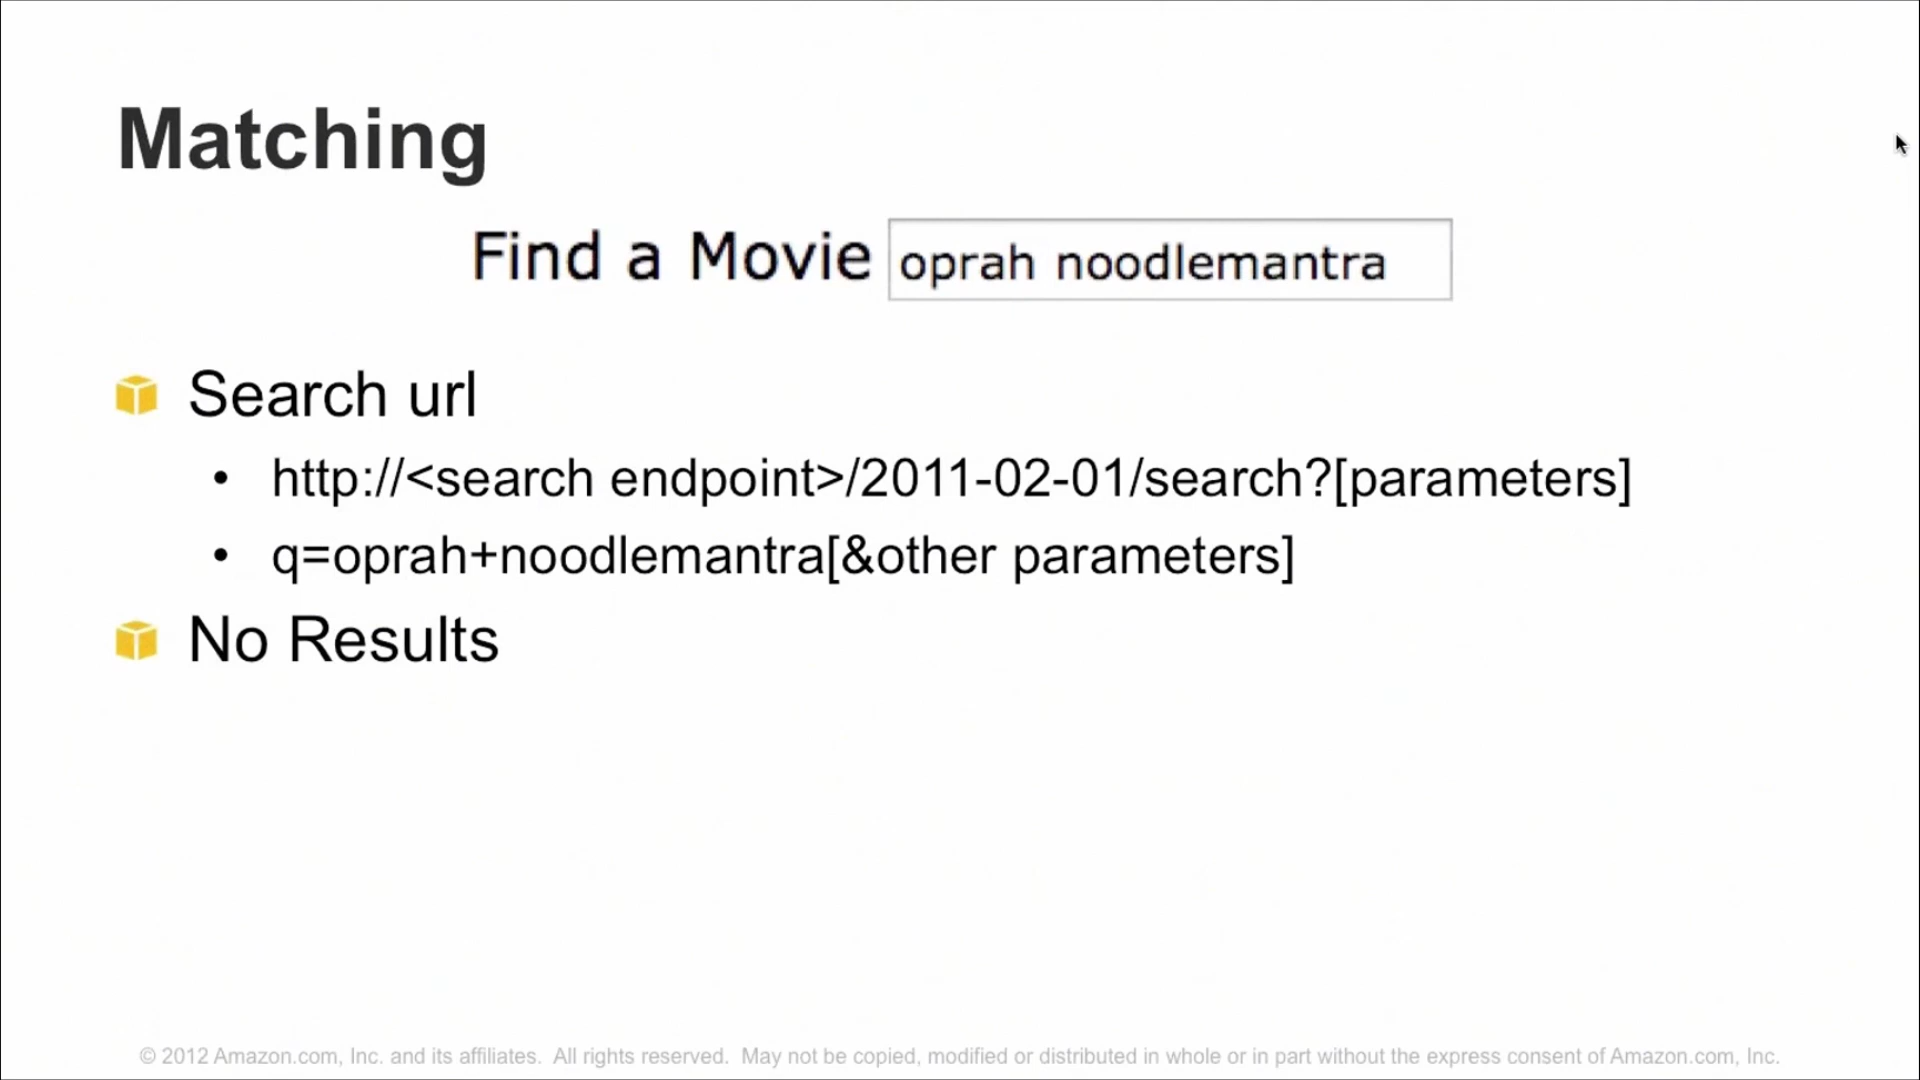 Matching
Find a Movie oprah noodlemantra
Search url
• http://<search endpoint>/2011-02-01/search?[parameters]
• q=oprah+noodlemantra[&other parameters]
No Results
© 2012 Amazon.com, Inc. and its affiliates. All rights reserved. May not be copied, modified or distributed in whole or in part without the express consent of Amazon.com, Inc.